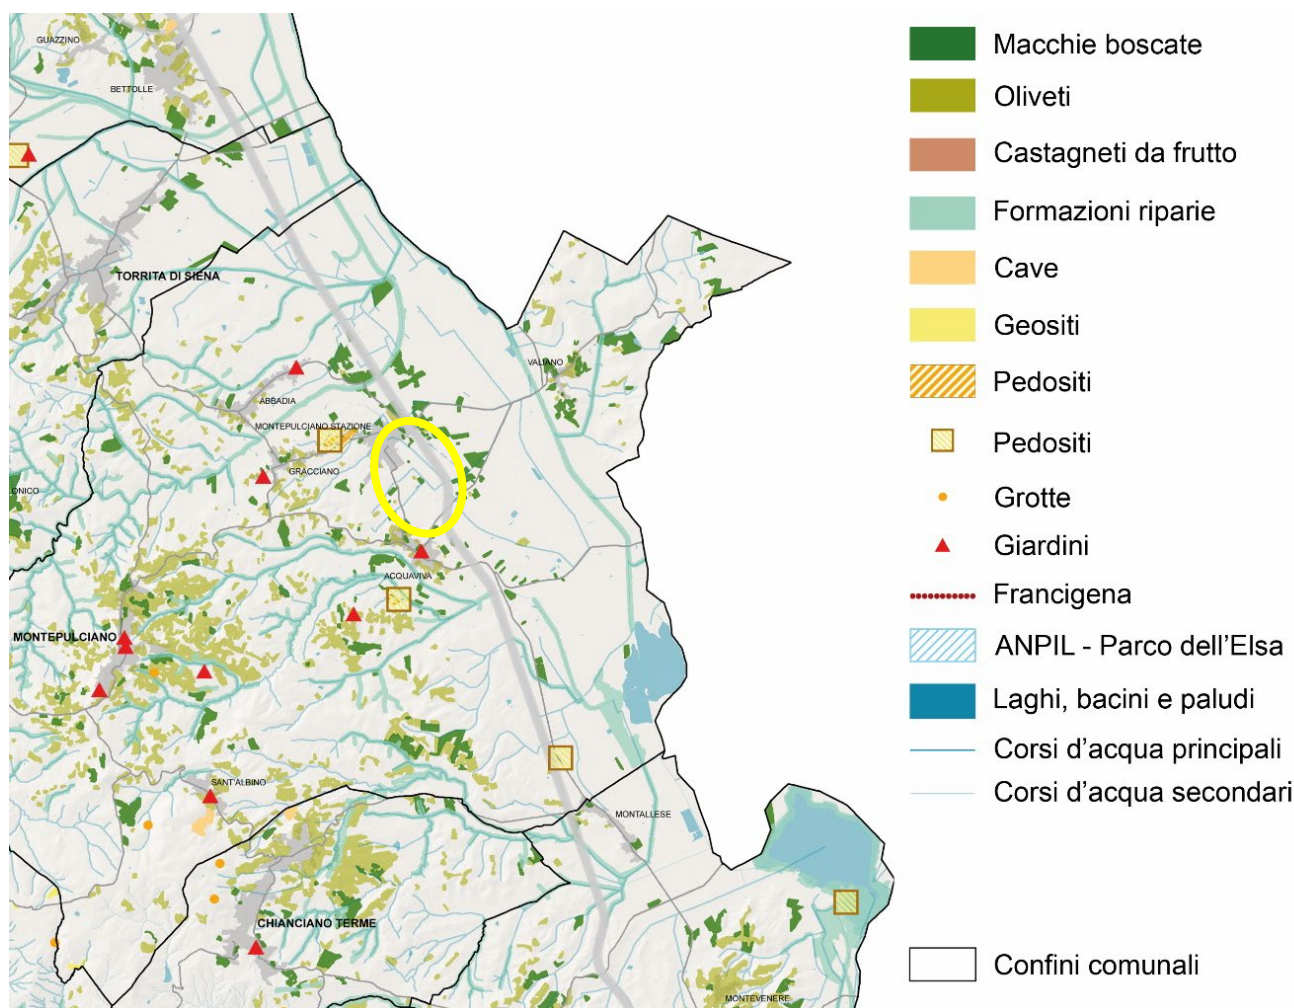 GUAZZINO
BETTOLLE
TORRITA DI SIENA
VALIANO
ABBADIA
MONTEPULCIANO STAZIONE
GRACCIANO
ONICO
ACQUAVIVA
MONTEPULCIANO
SANT'ALBINO
MONTALLESE
CHIANCIANO TERME
MONTEVENERE
Macchie boscate
Oliveti
Castagneti da frutto
Formazioni riparie
Cave
Geositi
Pedositi
Pedositi
Grotte
Giardini
Francigena
ANPIL - Parco dell'Elsa
Laghi, bacini e paludi
Corsi d'acqua principali
Corsi d'acqua secondari
Confini comunali